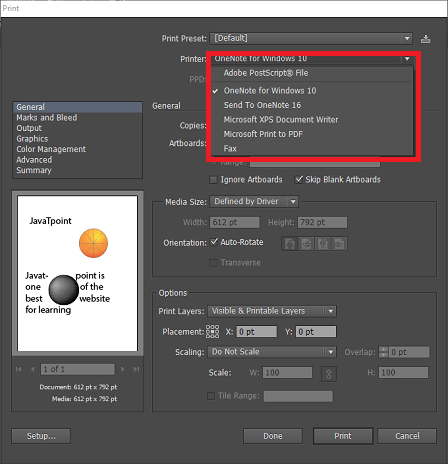 Print
Print Preset: [Default]
Printer: OneNote for Windows 10
Adobe PostScript® File
PPD:
OneNote for Windows 10
Send To OneNote 16
Microsoft XPS Document Writer
Microsoft Print to PDF
Fax
General
Marks and Bleed
Output
Graphics
Color Management
Advanced
Summary
General
Copies:
Artboards:
Range:
Ignore Artboards Skip Blank Artboards
Media Size: Defined by Driver
Width: 612 pt Height: 792 pt
Orientation: Auto-Rotate
Transverse
JavaTpoint
Javat- point is
one of the
best website
for learning
1 of 1
Document: 612 pt x 792 pt
Media: 612 pt x 792 pt
Options
Print Layers: Visible & Printable Layers
Placement: X: 0 pt Y: 0 pt
Scaling: Do Not Scale Overlap: 0 pt
Scale: W: 100 H: 100
Tile Range:
Setup... Done Print Cancel